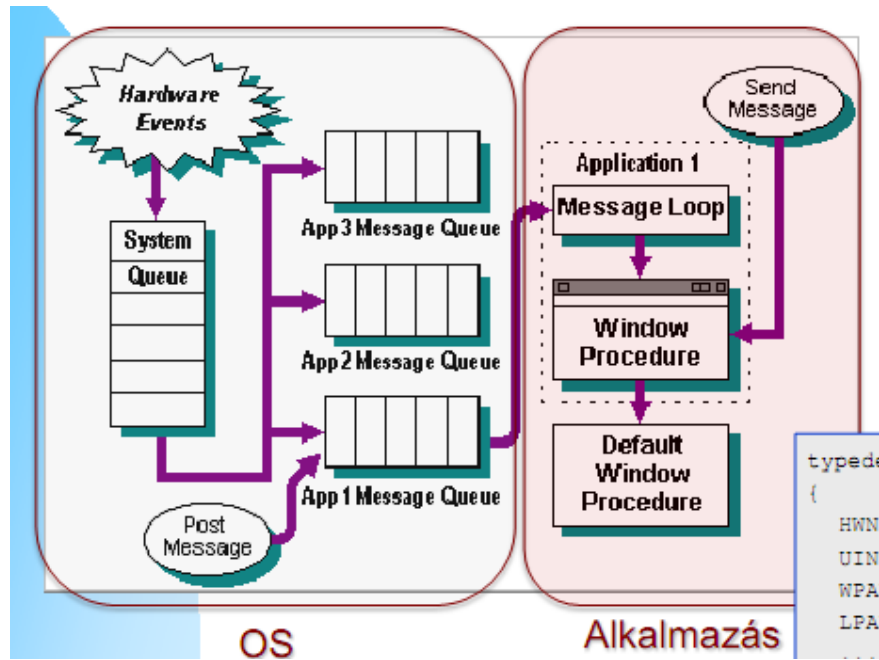 Hardware
Events
System
Queue
App 3 Message Queue
App 2 Message Queue
App 1 Message Queue
Post
Message
OS
Send
Message
Application 1
Message Loop
Window
Procedure
Default
Window
Procedure
Alkalmazás
typede
{
HWN
UIN
WPA
LPA